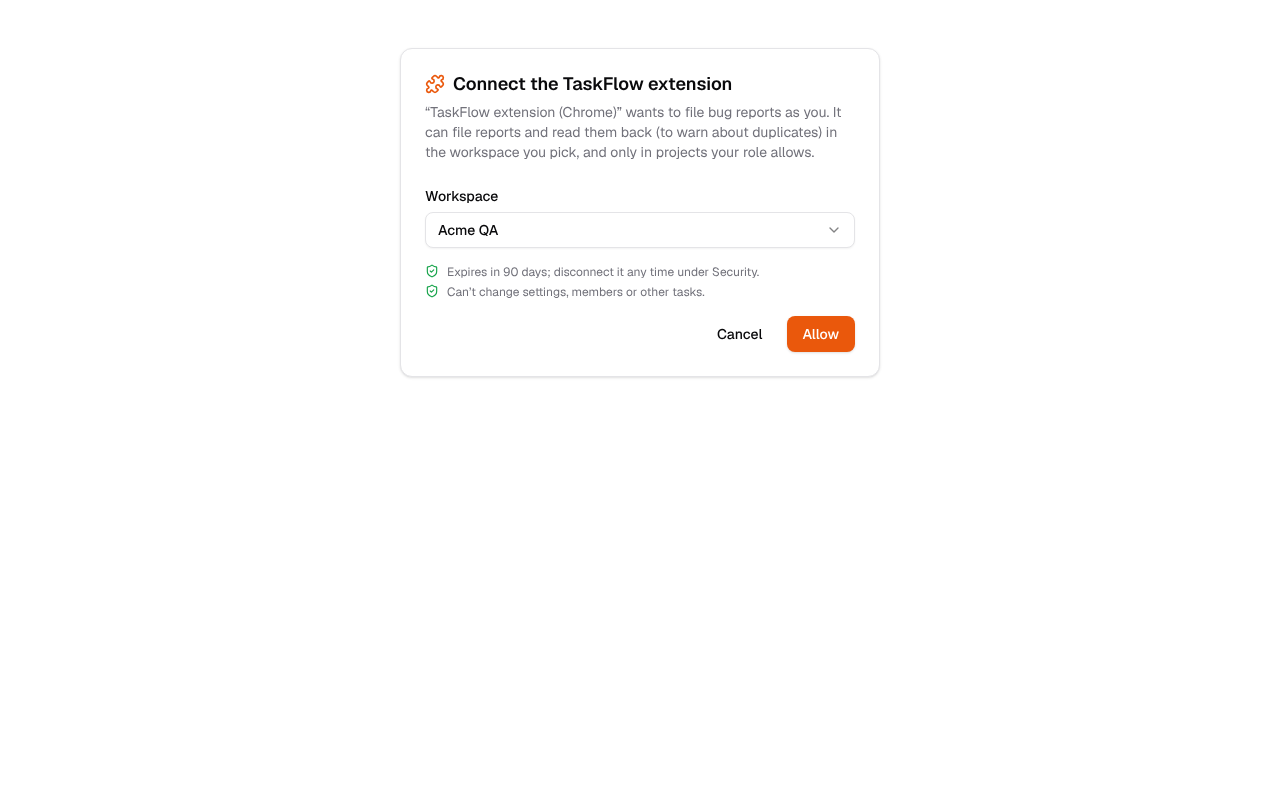 Connect the TaskFlow extension
“TaskFlow extension (Chrome)” wants to file bug reports as you. It
can file reports and read them back (to warn about duplicates) in
the workspace you pick, and only in projects your role allows.
Workspace
Acme QA
Expires in 90 days; disconnect it any time under Security.
Can't change settings, members or other tasks.
Cancel
Allow